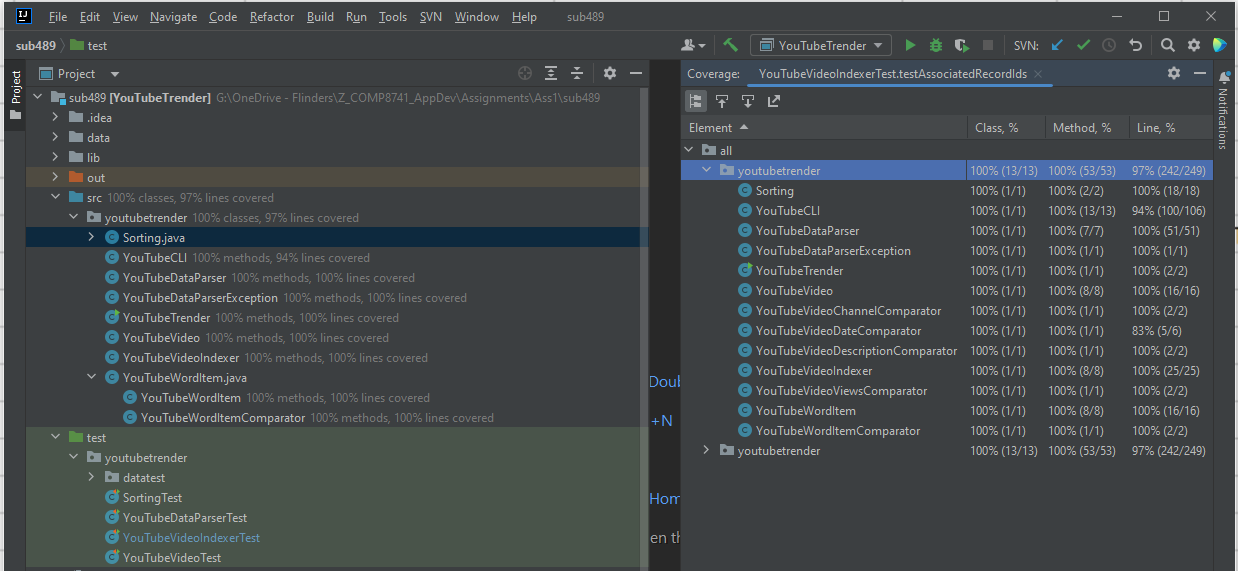 File Edit View Navigate Code Refactor Build Run Tools SVN Window Help sub489
sub489 test YouTubeTrender SVN:
Project
Project
sub489 [YouTubeTrender] G:\OneDrive - Flinders\Z_COMP8741_AppDev\Assignments\Ass1\sub489
.idea
data
lib
out
src 100% classes, 97% lines covered
youtubetrender 100% classes, 97% lines covered
Sorting.java
YouTubeCLI 100% methods, 94% lines covered
YouTubeDataParser 100% methods, 100% lines covered
YouTubeDataParserException 100% methods, 100% lines covered
YouTubeTrender 100% methods, 100% lines covered
YouTubeVideo 100% methods, 100% lines covered
YouTubeVideoIndexer 100% methods, 100% lines covered
YouTubeWordItem.java
YouTubeWordItem 100% methods, 100% lines covered
YouTubeWordItemComparator 100% methods, 100% lines covered
test
youtubetrender
datatest
SortingTest
YouTubeDataParserTest
YouTubeVideoIndexerTest
YouTubeVideoTest
Doub
+N
Hom
en th
Coverage: YouTubeVideoIndexerTest.testAssociatedRecordIds
Element Class, % Method, % Line, %
all
youtubetrender 100% (13/13) 100% (53/53) 97% (242/249)
Sorting 100% (1/1) 100% (2/2) 100% (18/18)
YouTubeCLI 100% (1/1) 100% (13/13) 94% (100/106)
YouTubeDataParser 100% (1/1) 100% (7/7) 100% (51/51)
YouTubeDataParserException 100% (1/1) 100% (1/1) 100% (1/1)
YouTubeTrender 100% (1/1) 100% (1/1) 100% (2/2)
YouTubeVideo 100% (1/1) 100% (8/8) 100% (16/16)
YouTubeVideoChannelComparator 100% (1/1) 100% (1/1) 100% (2/2)
YouTubeVideoDateComparator 100% (1/1) 100% (1/1) 83% (5/6)
YouTubeVideoDescriptionComparator 100% (1/1) 100% (1/1) 100% (2/2)
YouTubeVideoIndexer 100% (1/1) 100% (8/8) 100% (25/25)
YouTubeVideoViewsComparator 100% (1/1) 100% (1/1) 100% (2/2)
YouTubeWordItem 100% (1/1) 100% (8/8) 100% (16/16)
YouTubeWordItemComparator 100% (1/1) 100% (1/1) 100% (2/2)
youtubetrender 100% (13/13) 100% (53/53) 97% (242/249)
Notifications